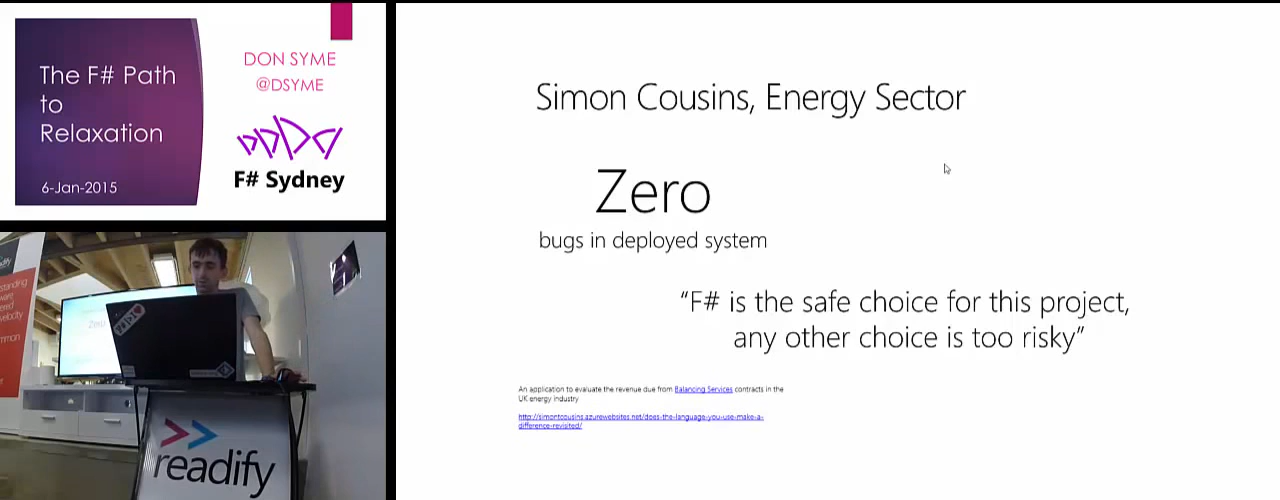 The F# Path
to
Relaxation
6-Jan-2015
DON SYME
@DSYME
F# Sydney
Simon Cousins, Energy Sector
Zero
bugs in deployed system
“F# is the safe choice for this project,
any other choice is too risky”
An application to evaluate the revenue due from Balancing Services contracts in the
UK energy industry
http://simontcousins.azurewebsites.net/does-the-language-you-use-make-a-
difference-revisited/
Zero
readify